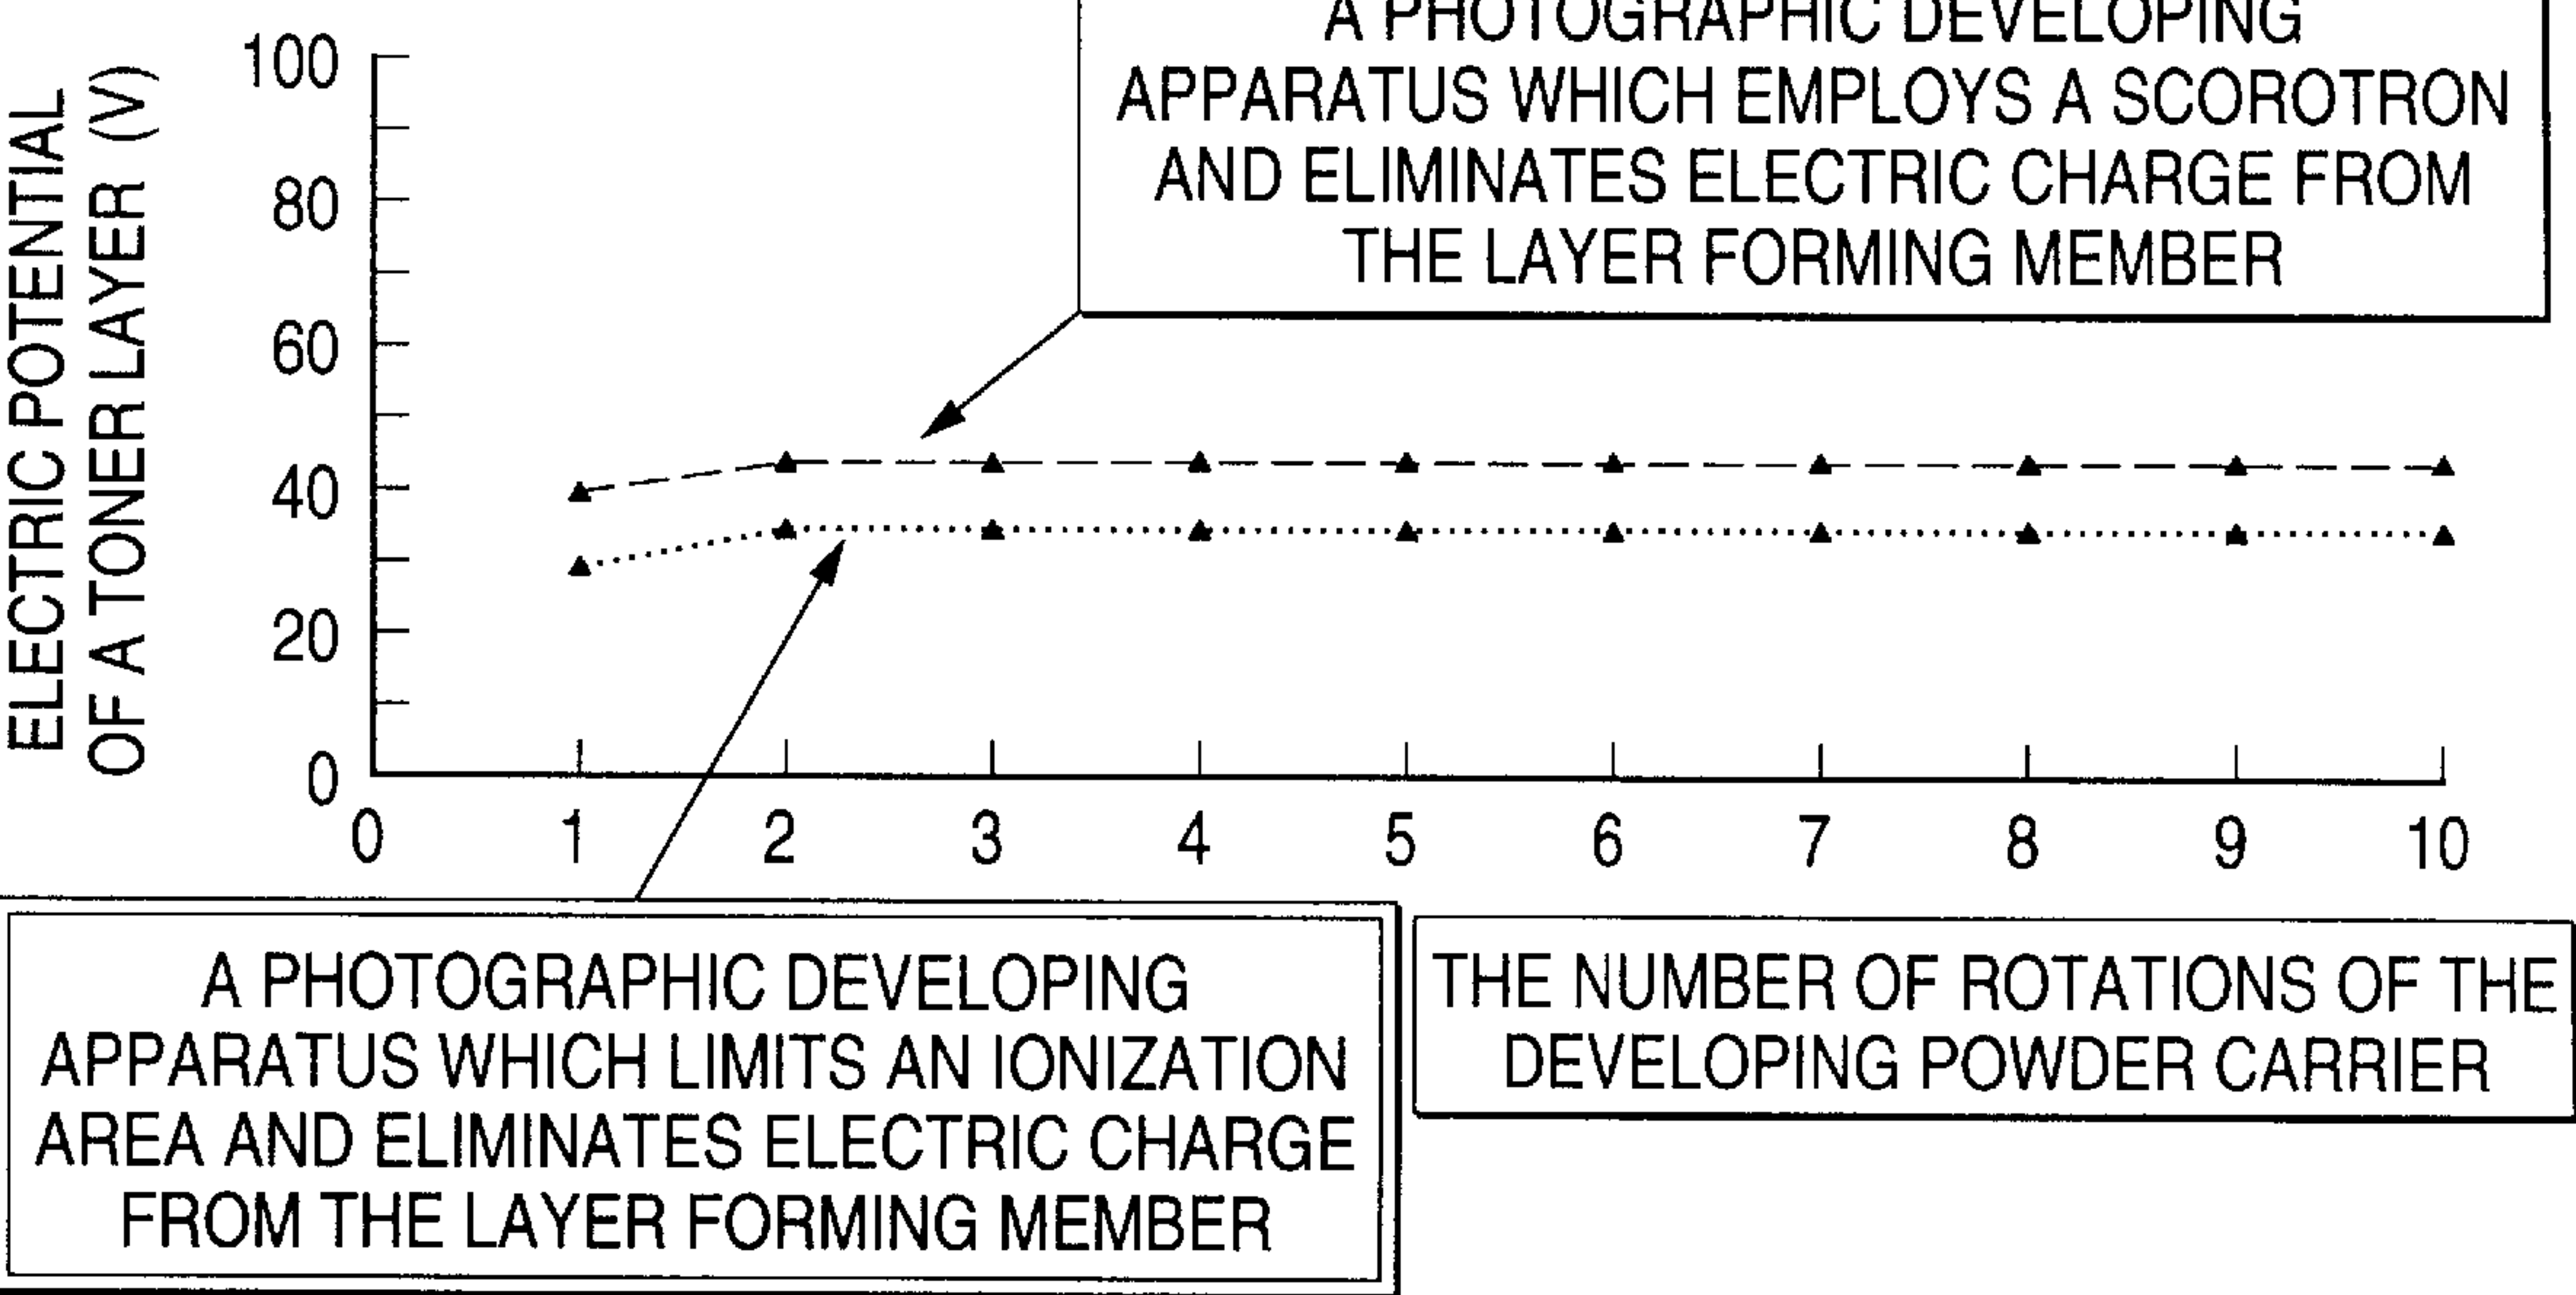 A PHOTOGRAPHIC DEVELOPING
APPARATUS WHICH EMPLOYS A SCOROTRON
AND ELIMINATES ELECTRIC CHARGE FROM
THE LAYER FORMING MEMBER
ELECTRIC POTENTIAL
OF A TONER LAYER (V)
100
80
60
40
20
0
0 1 2 3 4 5 6 7 8 9 10
A PHOTOGRAPHIC DEVELOPING
APPARATUS WHICH LIMITS AN IONIZATION
AREA AND ELIMINATES ELECTRIC CHARGE
FROM THE LAYER FORMING MEMBER
THE NUMBER OF ROTATIONS OF THE
DEVELOPING POWDER CARRIER